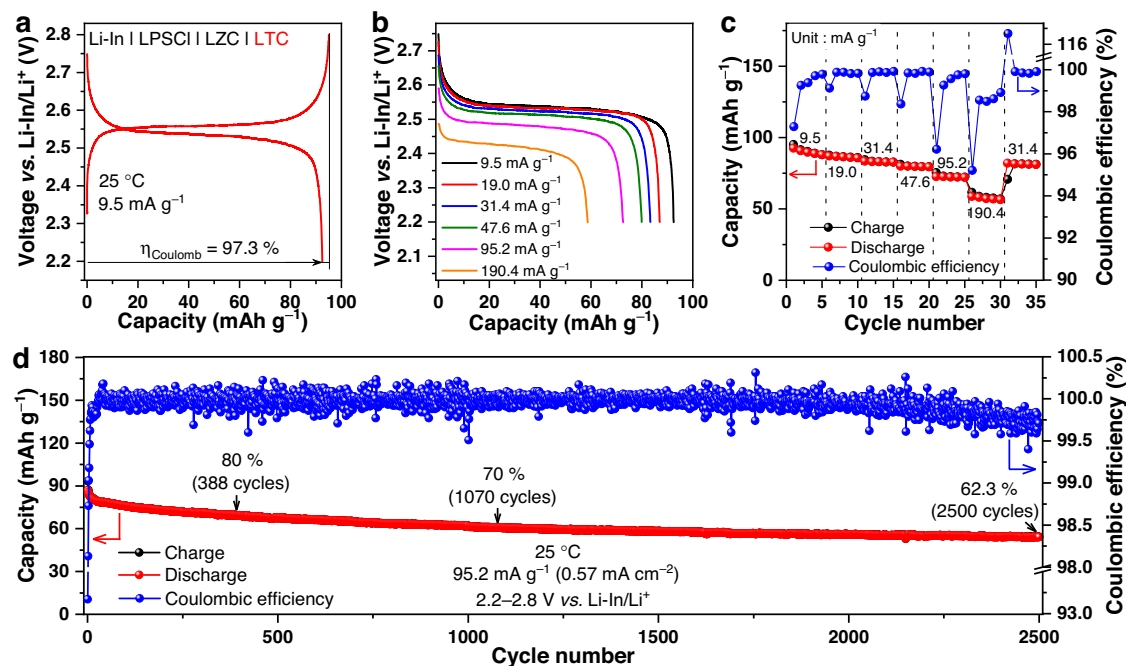 a
Li-In | LPSCl | LZC | LTC
Voltage vs. Li-In/Li⁺ (V)
2.8
2.7
2.6
2.5
2.4
2.3
2.2
25 °C
9.5 mA g⁻¹
ηCoulomb = 97.3 %
0 20 40 60 80 100
Capacity (mAh g⁻¹)
b
Voltage vs. Li-In/Li⁺ (V)
2.7
2.6
2.5
2.4
2.3
2.2
2.1
9.5 mA g⁻¹
19.0 mA g⁻¹
31.4 mA g⁻¹
47.6 mA g⁻¹
95.2 mA g⁻¹
190.4 mA g⁻¹
0 20 40 60 80 100
Capacity (mAh g⁻¹)
c
Unit : mA g⁻¹
Capacity (mAh g⁻¹)
150
100
50
0
9.5
19.0
31.4
47.6
95.2
190.4
31.4
Charge
Discharge
Coulombic efficiency
116
100
98
96
94
92
90
Coulombic efficiency (%)
0 5 10 15 20 25 30 35
Cycle number
d
Capacity (mAh g⁻¹)
180
150
120
90
60
30
0
80 %
(388 cycles)
70 %
(1070 cycles)
62.3 %
(2500 cycles)
Charge
Discharge
Coulombic efficiency
25 °C
95.2 mA g⁻¹ (0.57 mA cm⁻²)
2.2–2.8 V vs. Li-In/Li⁺
100.5
100.0
99.5
99.0
98.5
98.0
93.0
Coulombic efficiency (%)
0 500 1000 1500 2000 2500
Cycle number